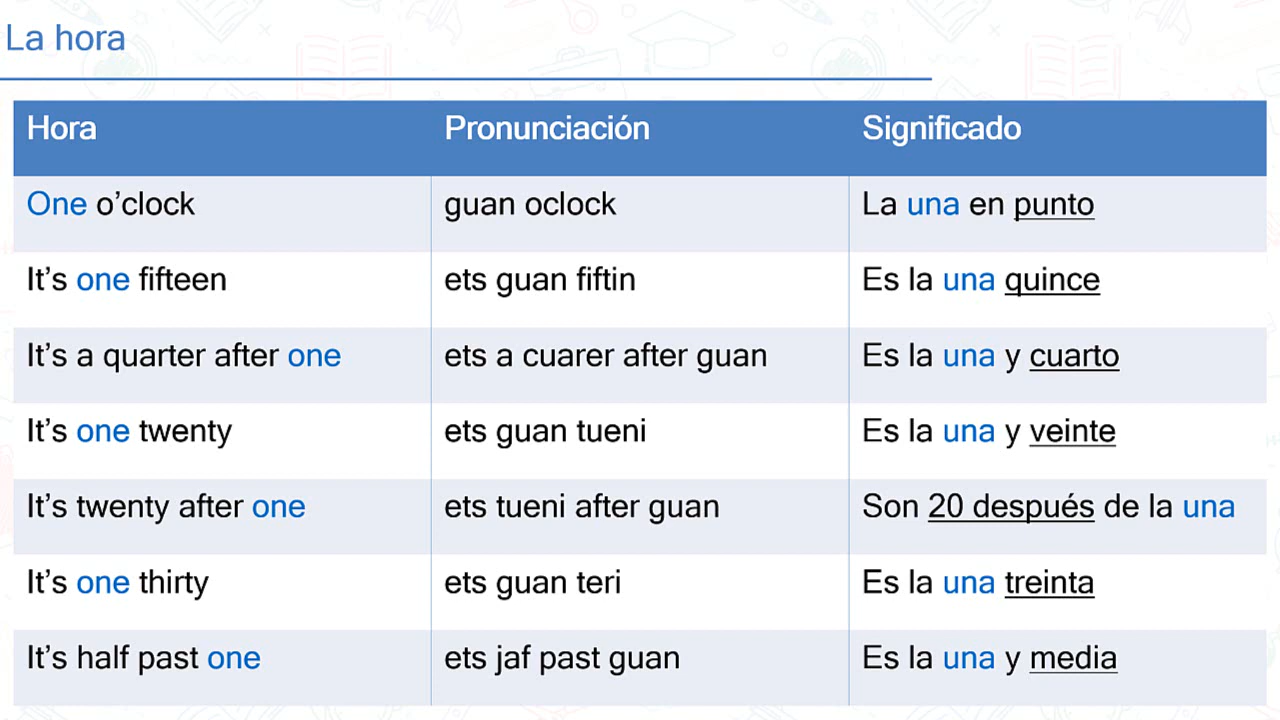 La hora
Hora Pronunciación Significado
One o’clock guan oclock La una en punto
It’s one fifteen ets guan fiftin Es la una quince
It’s a quarter after one ets a cuarer after guan Es la una y cuarto
It’s one twenty ets guan tueni Es la una y veinte
It’s twenty after one ets tueni after guan Son 20 después de la una
It’s one thirty ets guan teri Es la una treinta
It’s half past one ets jaf past guan Es la una y media